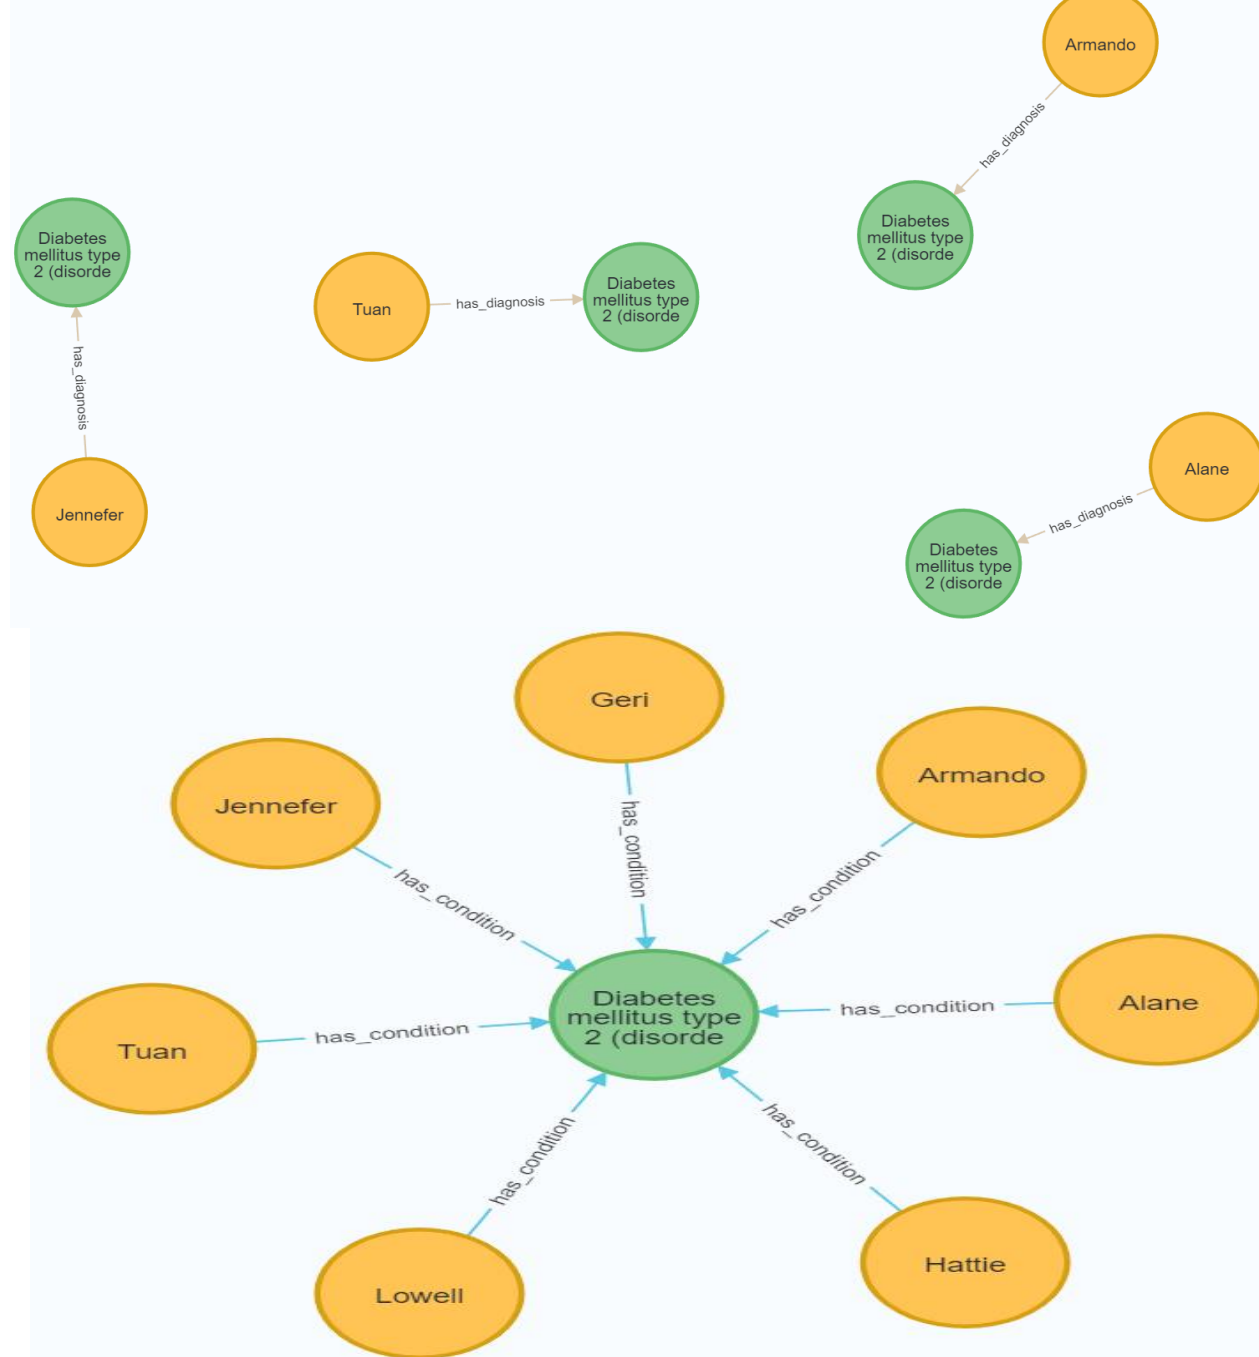 Armando
has_diagnosis
Diabetes
mellitus type
2 (disorde
Diabetes
mellitus type
2 (disorde
has_diagnosis
Jennefer
Tuan
has_diagnosis
Diabetes
mellitus type
2 (disorde
Alane
has_diagnosis
Diabetes
mellitus type
2 (disorde
Geri
has_condition
Jennefer
has_condition
Armando
has_condition
Diabetes
mellitus type
2 (disorde
has_condition
Alane
Tuan
has_condition
has_condition
Lowell
has_condition
Hattie